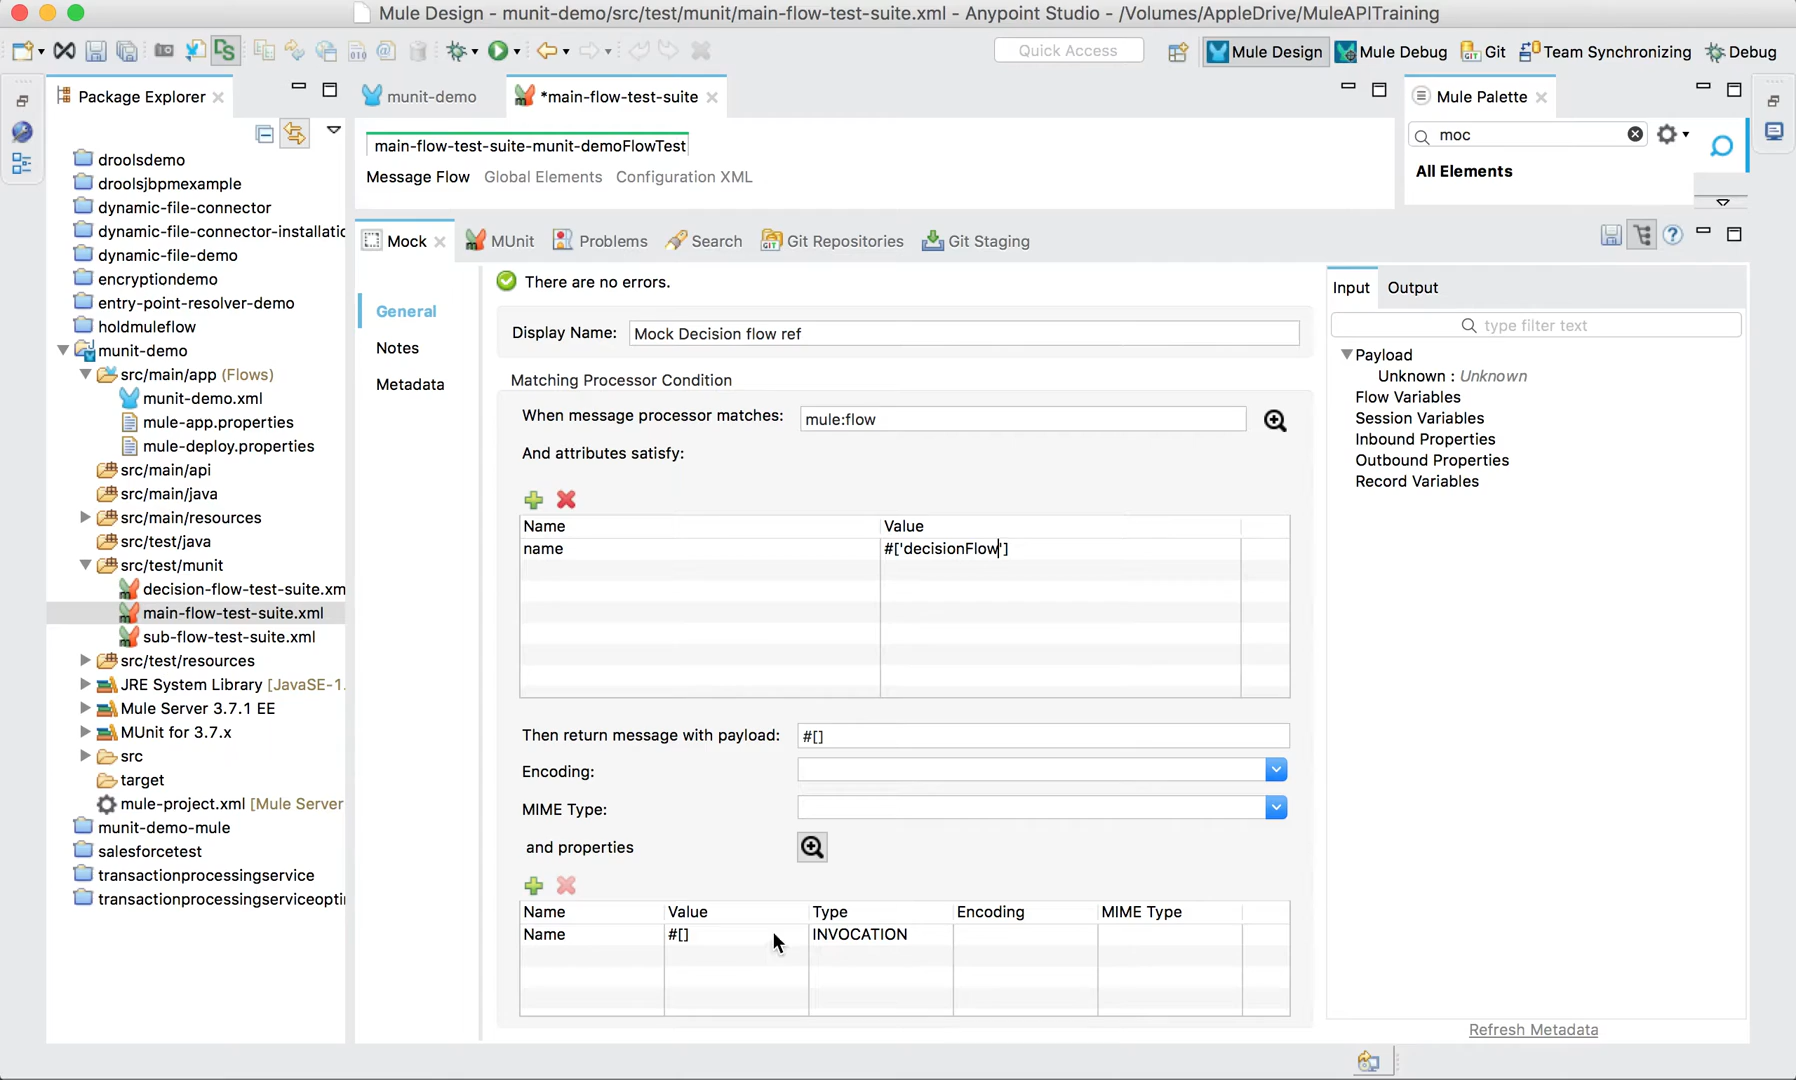 Mule Design - munit-demo/src/test/munit/main-flow-test-suite.xml - Anypoint Studio - /Volumes/AppleDrive/MuleAPITraining
Quick Access
Mule Design
Mule Debug
Git
Team Synchronizing
Debug
Package Explorer
munit-demo
*main-flow-test-suite
Mule Palette
main-flow-test-suite-munit-demoFlowTest
moc
Message Flow
Global Elements
Configuration XML
All Elements
droolsdemo
droolsjbpmexample
dynamic-file-connector
dynamic-file-connector-installatic
dynamic-file-demo
encryptiondemo
entry-point-resolver-demo
holdmuleflow
munit-demo
src/main/app (Flows)
munit-demo.xml
mule-app.properties
mule-deploy.properties
src/main/api
src/main/java
src/main/resources
src/test/java
src/test/munit
decision-flow-test-suite.xm
main-flow-test-suite.xml
sub-flow-test-suite.xml
src/test/resources
JRE System Library [JavaSE-1.
Mule Server 3.7.1 EE
MUnit for 3.7.x
src
target
mule-project.xml [Mule Server
munit-demo-mule
salesforcetest
transactionprocessingservice
transactionprocessingserviceopti
Mock
MUnit
Problems
Search
Git Repositories
Git Staging
General
Notes
Metadata
There are no errors.
Display Name: Mock Decision flow ref
Matching Processor Condition
When message processor matches: mule:flow
And attributes satisfy:
Name Value
name #['decisionFlow']
Then return message with payload: #[]
Encoding:
MIME Type:
and properties
Name Value Type Encoding MIME Type
Name #[] INVOCATION
Input
Output
type filter text
Payload
Unknown : Unknown
Flow Variables
Session Variables
Inbound Properties
Outbound Properties
Record Variables
Refresh Metadata